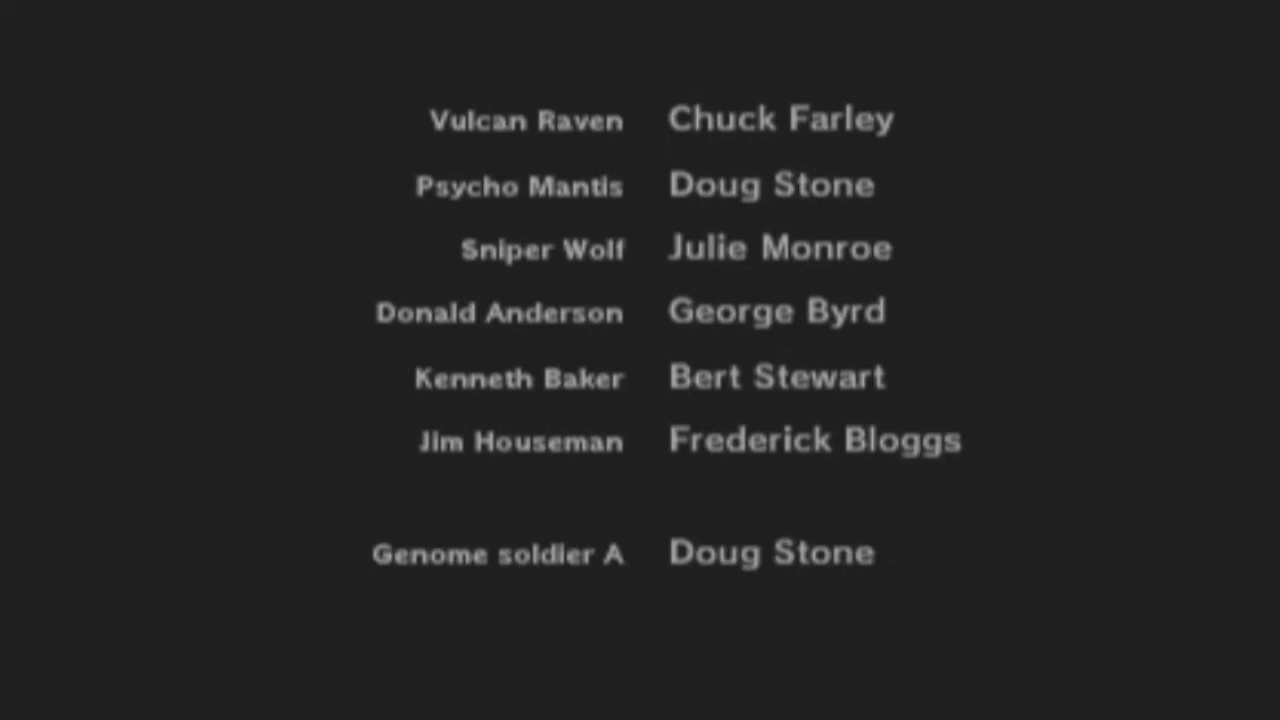 Vulcan Raven Chuck Farley
Psycho Mantis Doug Stone
Sniper Wolf Julie Monroe
Donald Anderson George Byrd
Kenneth Baker Bert Stewart
Jim Houseman Frederick Bloggs
Genome soldier A Doug Stone